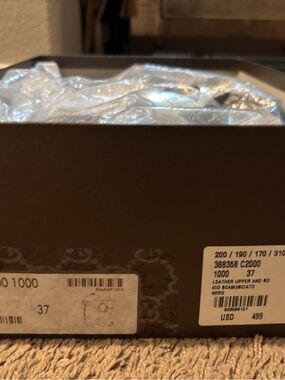 0 1000
37
200 / 190 / 170 / 310
388358 C2000
1000 37
LEATHER UPPER AND SO
KID SCAMOSCIATO
NERO
USD 499